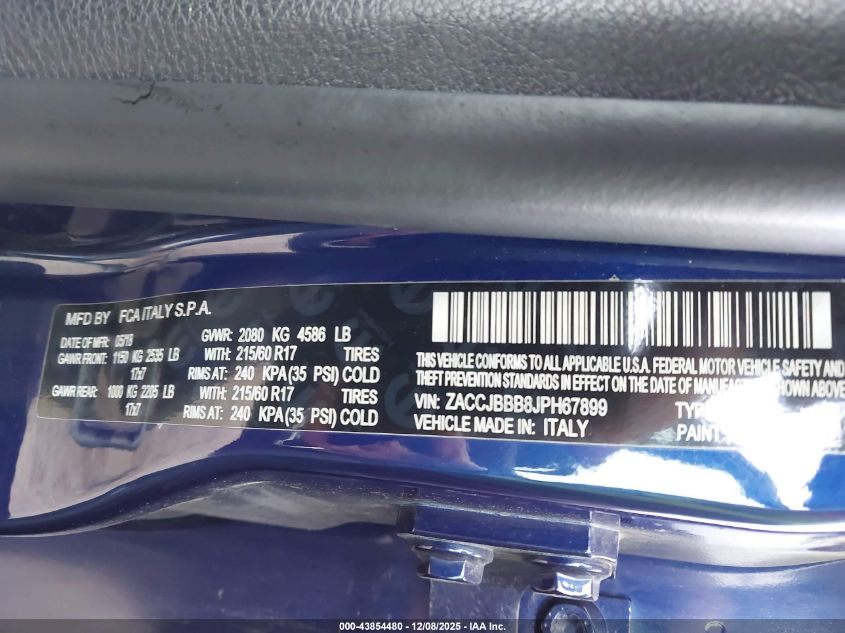 MFD BY FCA ITALY S.P.A.
DATE OF MFR 05/18 GVWR: 2080 KG 4586 LB
GAWR FRONT: 1150 KG 2535 LB WITH: 215/60 R17 TIRES
17x7 RIMS AT: 240 KPA(35 PSI) COLD
GAWR REAR: 1000 KG 2205 LB WITH: 215/60 R17 TIRES
17x7 RIMS AT: 240 KPA(35 PSI) COLD
THIS VEHICLE CONFORMS TO ALL APPLICABLE U.S.A. FEDERAL MOTOR VEHICLE SAFETY AND
THEFT PREVENTION STANDARDS IN EFFECT ON THE DATE OF MANUFACTURE SHOWN ABOVE
VIN: ZACCJBBB8JPH67899
VEHICLE MADE IN: ITALY PAINT:
000-43854480 - 12/08/2025 - IAA Inc.